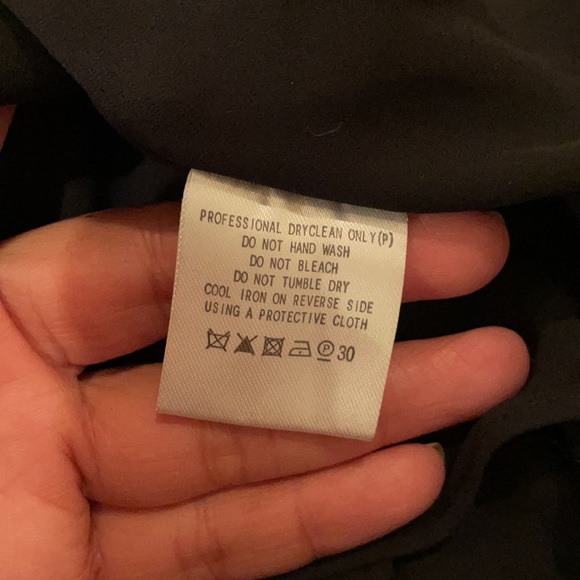 PROFESSIONAL DRYCLEAN ONLY(P)
DO NOT HAND WASH
DO NOT BLEACH
DO NOT TUMBLE DRY
COOL IRON ON REVERSE SIDE
USING A PROTECTIVE CLOTH
P 30